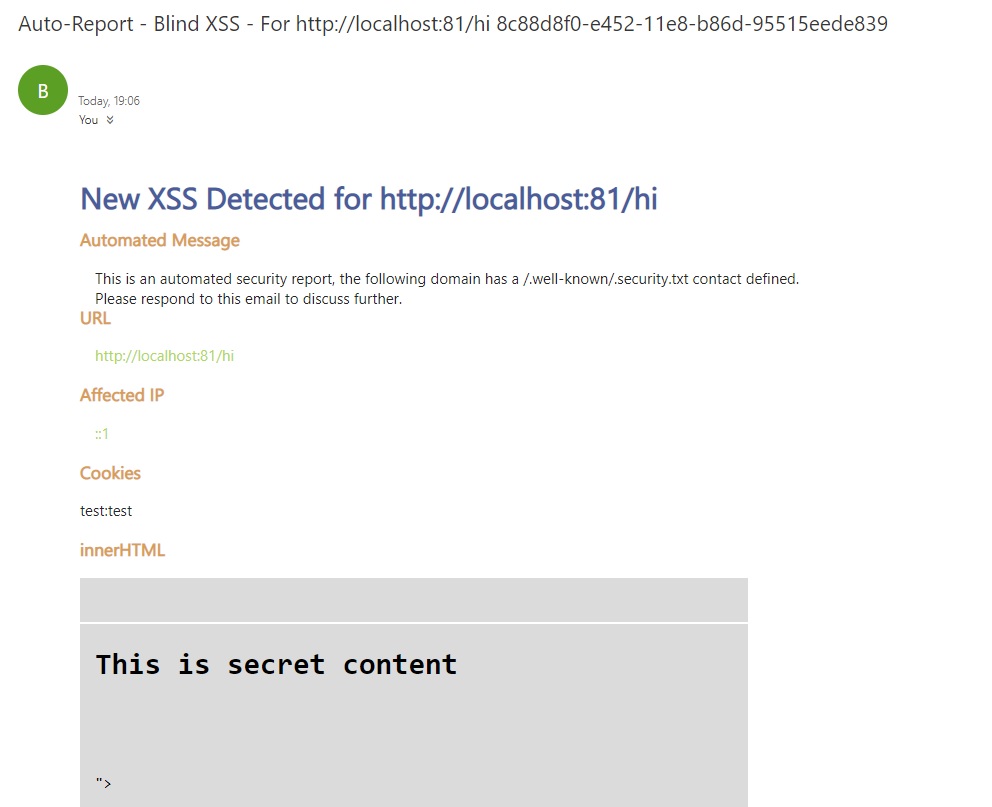 Auto-Report - Blind XSS - For http://localhost:81/hi 8c88d8f0-e452-11e8-b86d-95515eede839
B
Today, 19:06
You
New XSS Detected for http://localhost:81/hi
Automated Message
This is an automated security report, the following domain has a /.well-known/.security.txt contact defined.
Please respond to this email to discuss further.
URL
http://localhost:81/hi
Affected IP
::1
Cookies
test:test
innerHTML
This is secret content
">